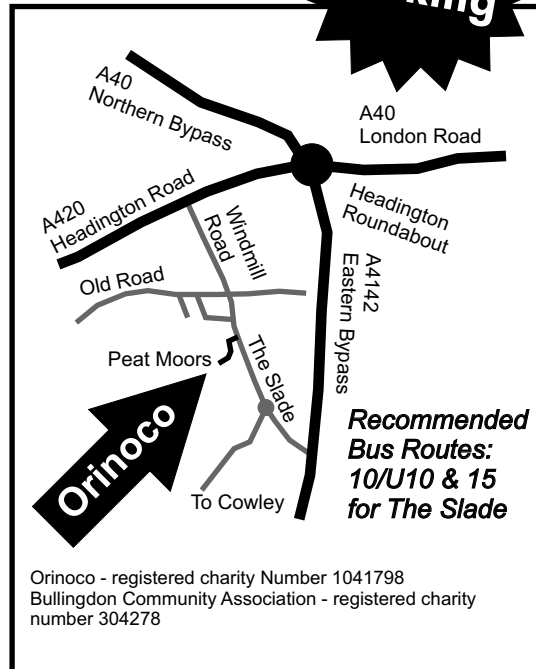 A40
Northern Bypass
A40
London Road
A420
Headington Road
Headington
Roundabout
Windmill
Road
A4142
Eastern Bypass
Old Road
The Slade
Peat Moors
Orinoco
Recommended
Bus Routes:
10/U10 & 15
for The Slade
To Cowley
Orinoco - registered charity Number 1041798
Bullingdon Community Association - registered charity
number 304278